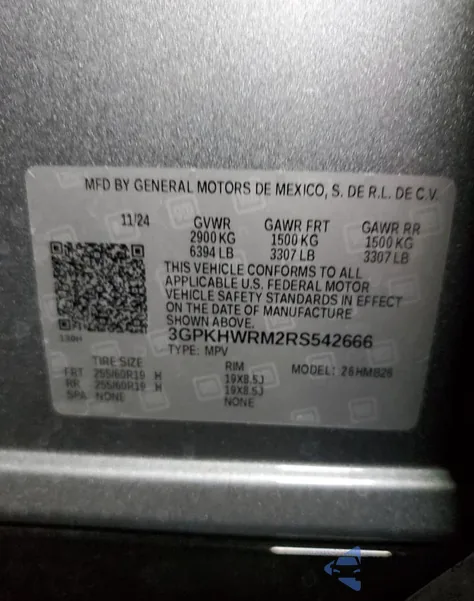 MFD BY GENERAL MOTORS DE MEXICO, S. DE R.L. DE C.V.
11/24 GVWR GAWR FRT GAWR RR
2900 KG 1500 KG 1500 KG
6394 LB 3307 LB 3307 LB
THIS VEHICLE CONFORMS TO ALL
APPLICABLE U.S. FEDERAL MOTOR
VEHICLE SAFETY STANDARDS IN EFFECT
ON THE DATE OF MANUFACTURE
SHOWN ABOVE.
3GPKHWRM2RS542666
TYPE: MPV
TIRE SIZE RIM MODEL: 26HMB26
FRT 255/60R19 H 19X8.5J
RR 255/60R19 H 19X8.5J
SPA NONE NONE